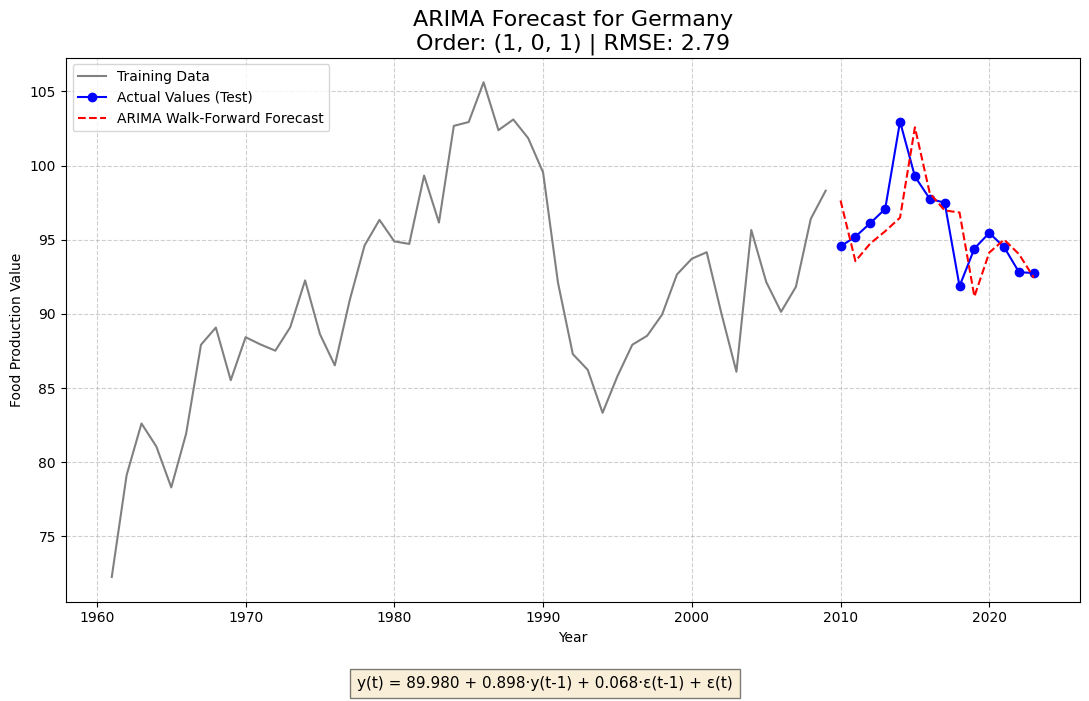 ARIMA Forecast for Germany
Order: (1, 0, 1) | RMSE: 2.79
Training Data
Actual Values (Test)
ARIMA Walk-Forward Forecast
Food Production Value
105
100
95
90
85
80
75
1960
1970
1980
1990
2000
2010
2020
Year
y(t) = 89.980 + 0.898·y(t-1) + 0.068·ε(t-1) + ε(t)